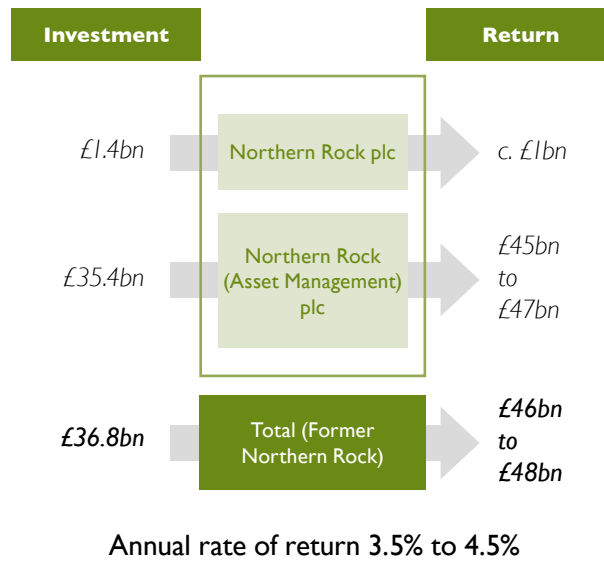 Investment
Return
£1.4bn
Northern Rock plc
c. £1bn
£35.4bn
Northern Rock
(Asset Management)
plc
£45bn
to
£47bn
£36.8bn
Total (Former
Northern Rock)
£46bn
to
£48bn
Annual rate of return 3.5% to 4.5%